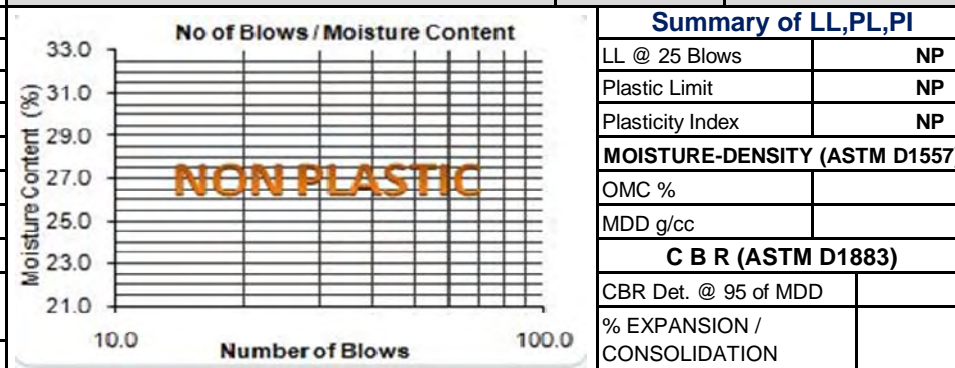 No of Blows / Moisture Content
33.0
31.0
29.0
27.0
25.0
23.0
21.0
Moisture Content (%)
NON PLASTIC
10.0
100.0
Number of Blows
Summary of LL,PL,PI
LL @ 25 Blows NP
Plastic Limit NP
Plasticity Index NP
MOISTURE-DENSITY (ASTM D1557)
OMC %
MDD g/cc
C B R (ASTM D1883)
CBR Det. @ 95 of MDD
% EXPANSION /
CONSOLIDATION